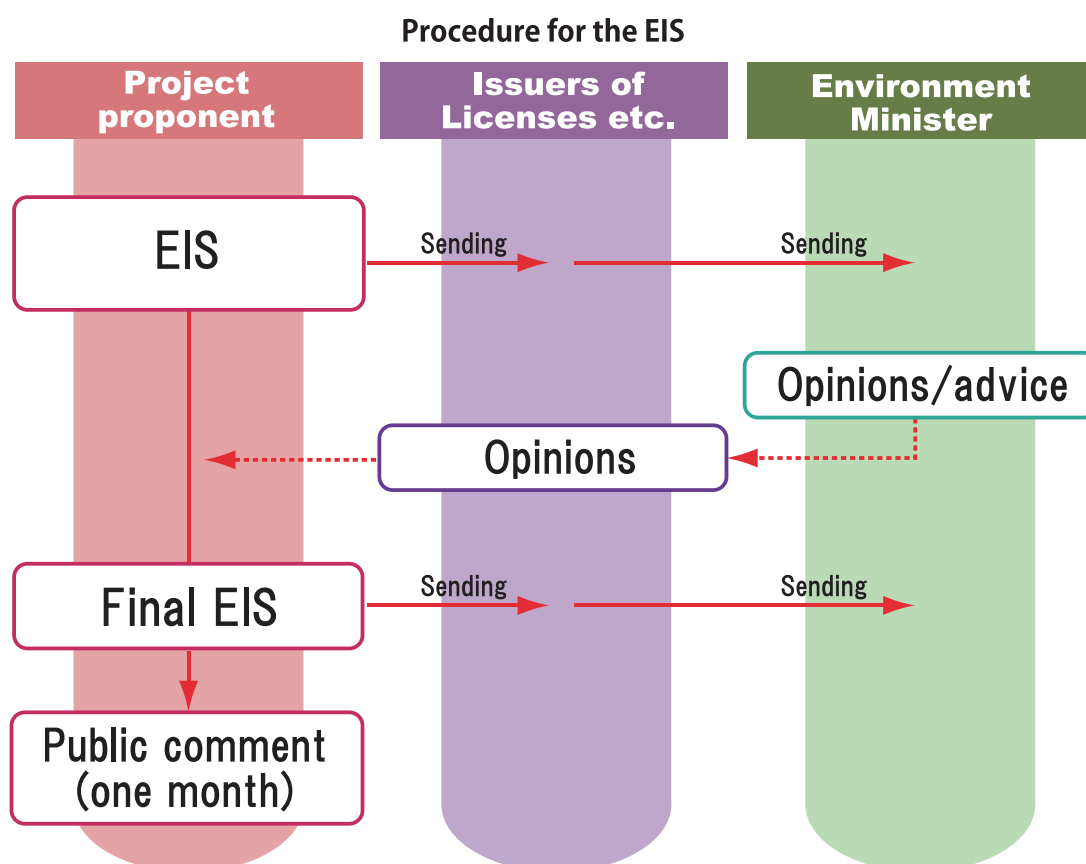 Procedure for the EIS
Project
proponent
Issuers of
Licenses etc.
Environment
Minister
EIS
Sending
Sending
Opinions/advice
Opinions
Final EIS
Sending
Sending
Public comment
(one month)